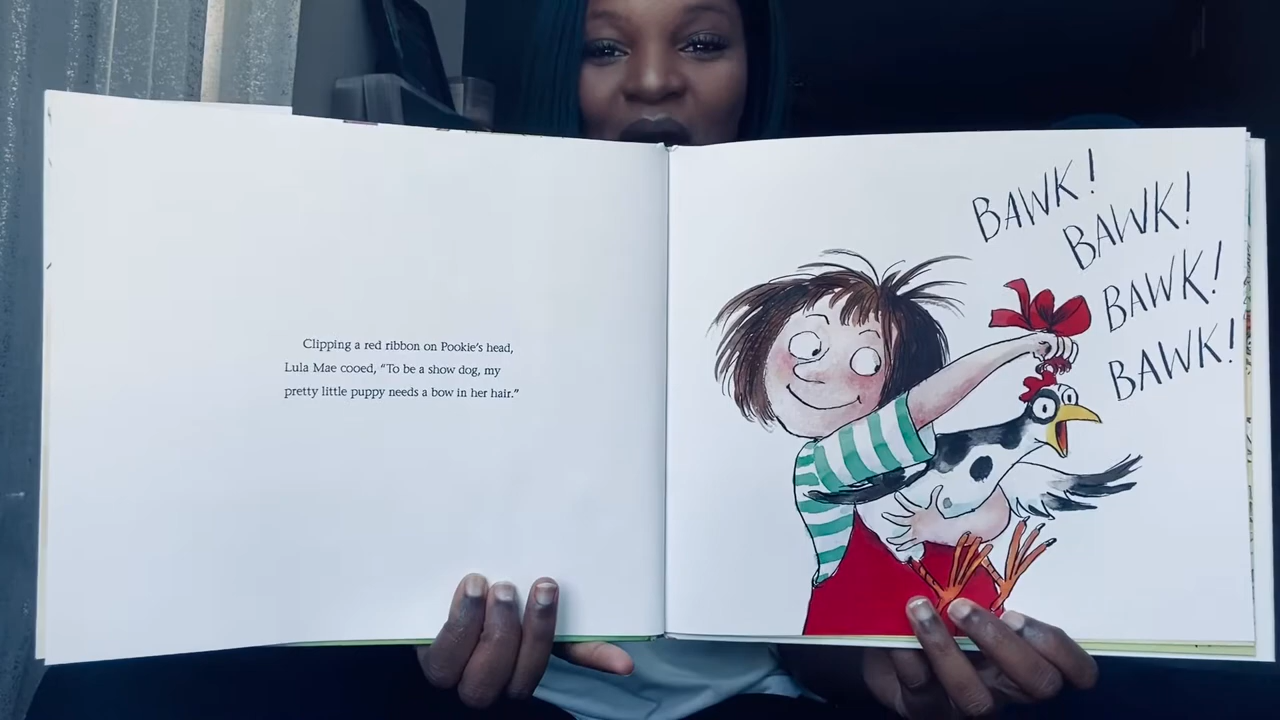 Clipping a red ribbon on Pookie's head,
Lula Mae cooed, “To be a show dog, my
pretty little puppy needs a bow in her hair.”
BAWK!
BAWK!
BAWK!
BAWK!